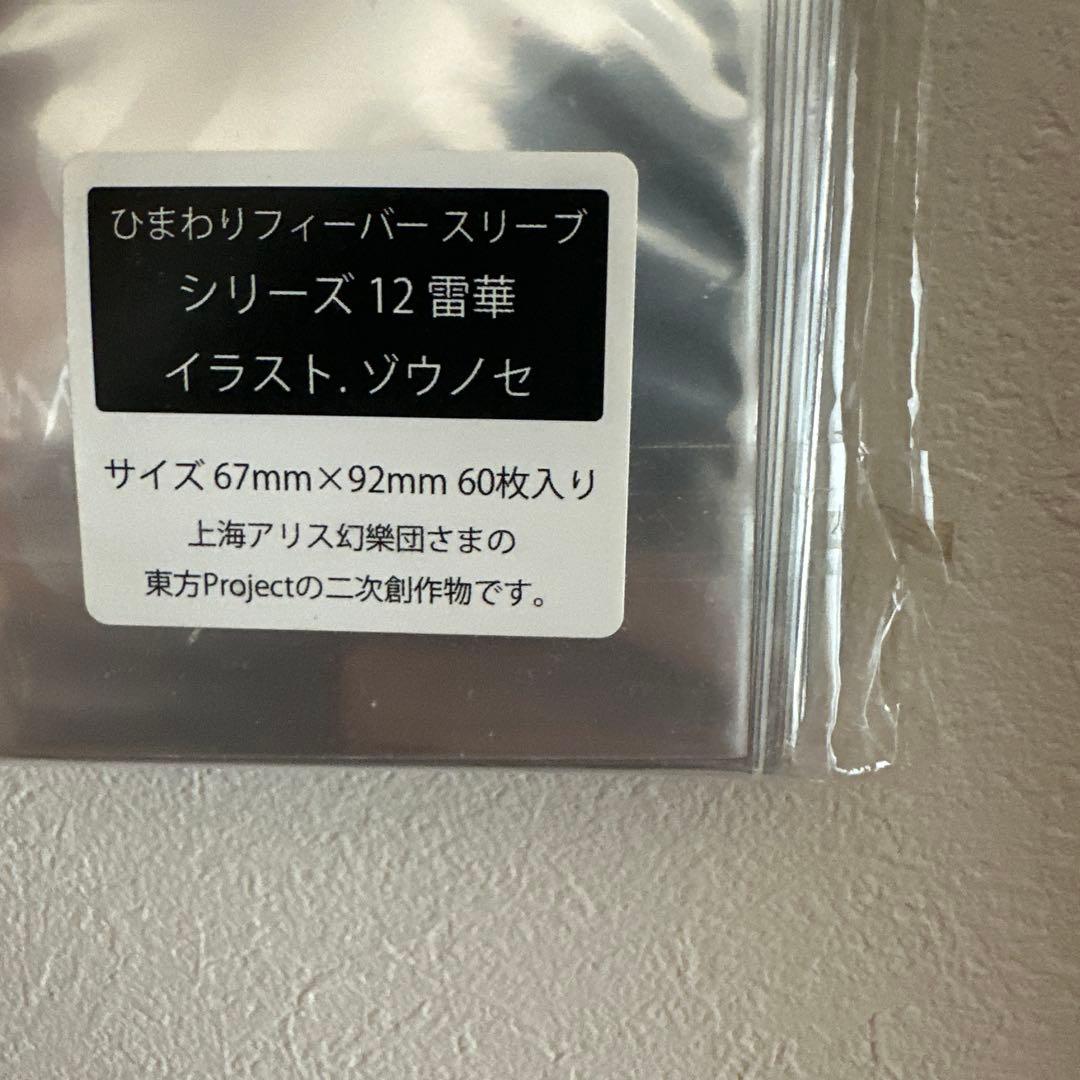 ひまわりフィーバー スリーブ
シリーズ 12 雷華
イラスト. ゾウノセ
サイズ 67mm×92mm 60枚入り
上海アリス幻樂団さまの
東方Projectの二次創作物です。